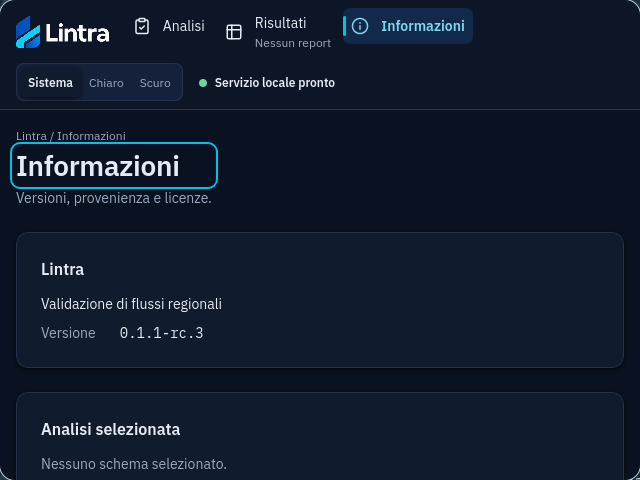 Lintra
Analisi
Risultati
Nessun report
Informazioni
Sistema
Chiaro
Scuro
Servizio locale pronto
Lintra / Informazioni
Informazioni
Versioni, provenienza e licenze.
Lintra
Validazione di flussi regionali
Versione 0.1.1-rc.3
Analisi selezionata
Nessuno schema selezionato.